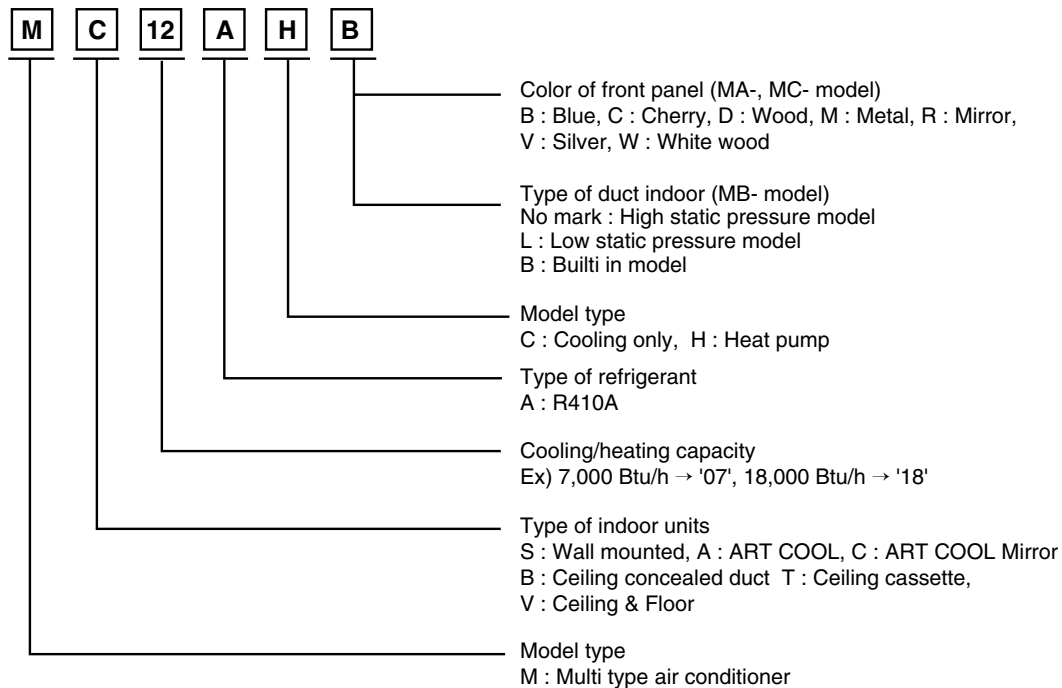 M C 12 A H B
Color of front panel (MA-, MC- model)
B : Blue, C : Cherry, D : Wood, M : Metal, R : Mirror,
V : Silver, W : White wood
Type of duct indoor (MB- model)
No mark : High static pressure model
L : Low static pressure model
B : Builti in model
Model type
C : Cooling only, H : Heat pump
Type of refrigerant
A : R410A
Cooling/heating capacity
Ex) 7,000 Btu/h → '07', 18,000 Btu/h → '18'
Type of indoor units
S : Wall mounted, A : ART COOL, C : ART COOL Mirror
B : Ceiling concealed duct T : Ceiling cassette,
V : Ceiling & Floor
Model type
M : Multi type air conditioner